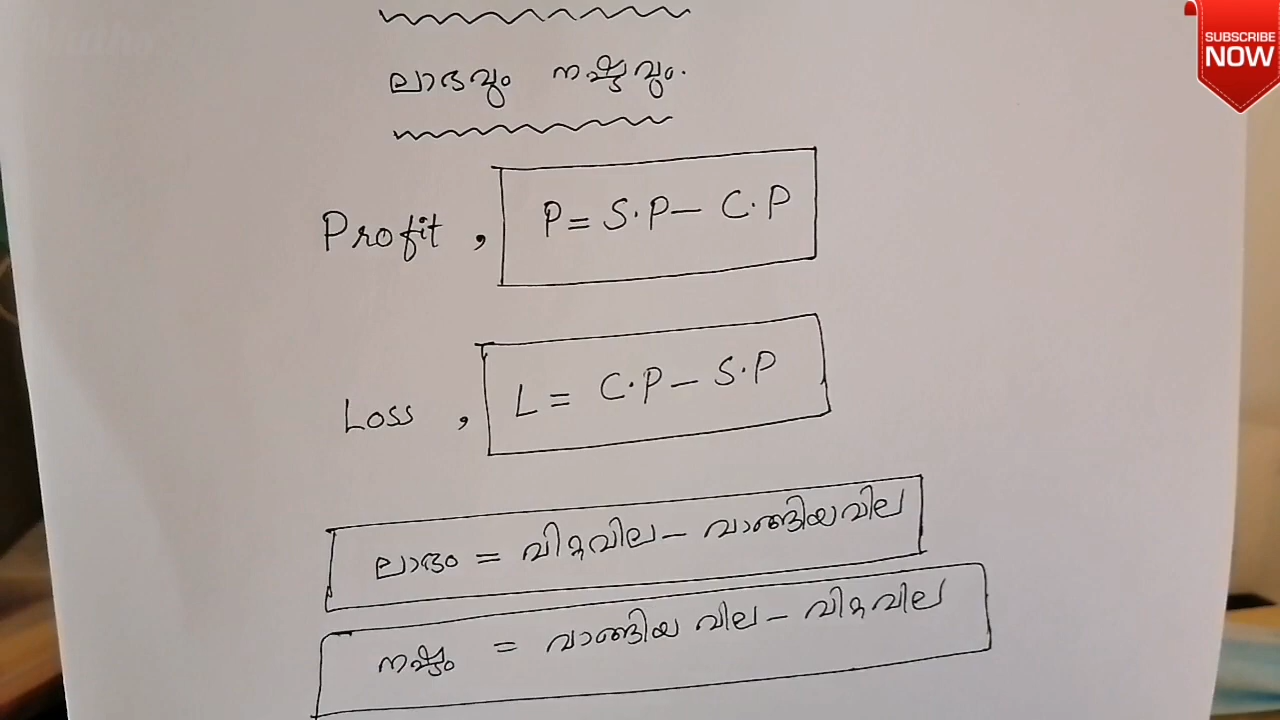 SUBSCRIBE
NOW
ലാഭവും നഷ്ടവും.
Profit, P = S.P – C.P
Loss, L = C.P – S.P
ലാഭം = വിറ്റവില – വാങ്ങിയവില
നഷ്ടം = വാങ്ങിയ വില – വിറ്റവില